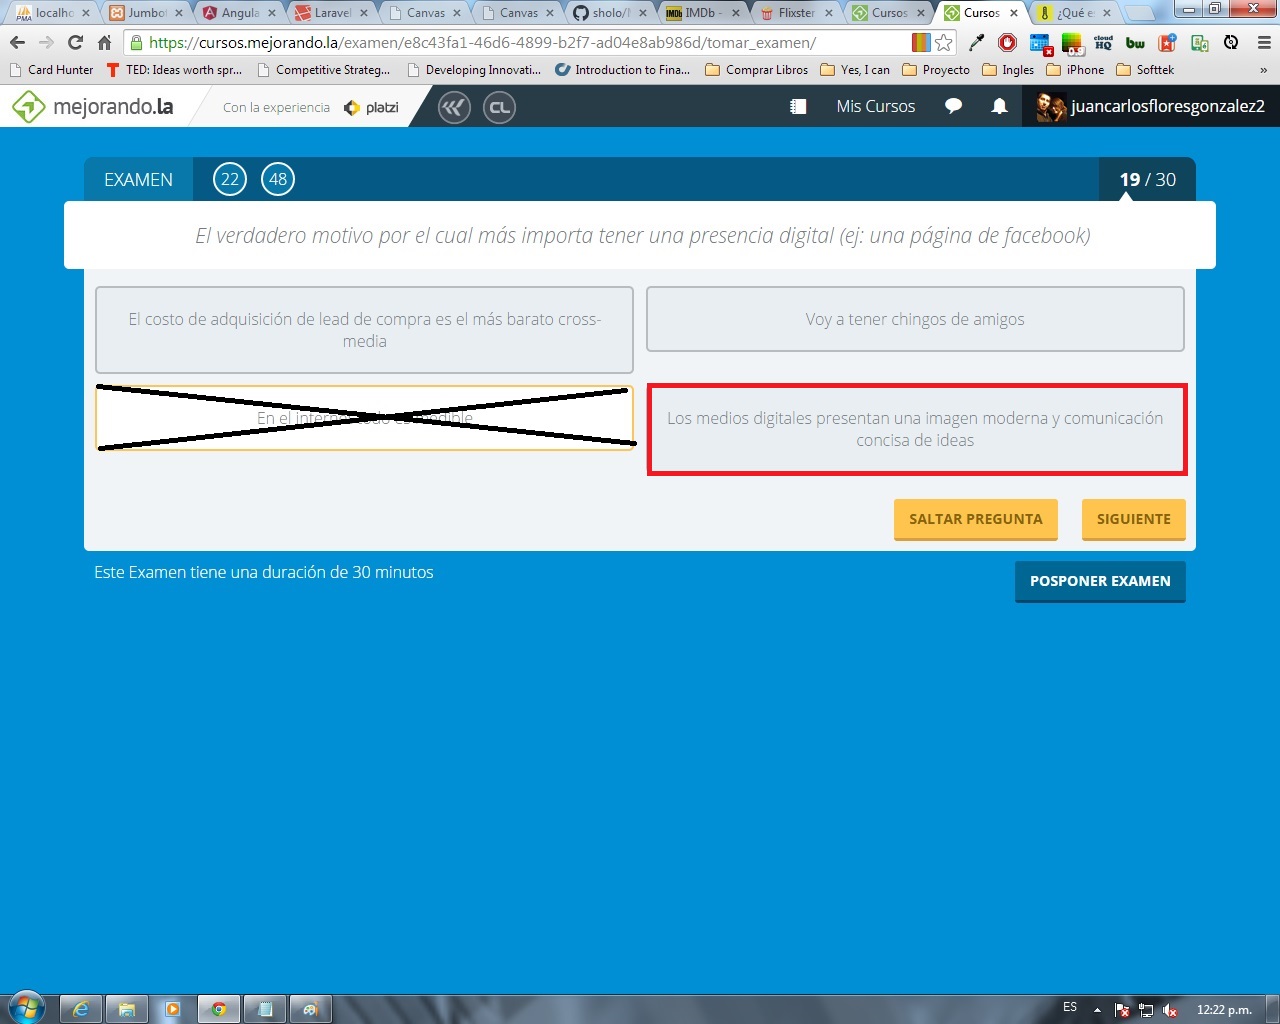 localho
Jumbot
Angula
Laravel
Canvas
Canvas
sholo/
IMDb -
Flixster
Cursos
Cursos
¿Qué e
https://cursos.mejorando.la/examen/e8c43fa1-46d6-4899-b2f7-ad04e8ab986d/tomar_examen/
Card Hunter
TED: Ideas worth spr...
Competitive Strateg...
Developing Innovati...
Introduction to Fina...
Comprar Libros
Yes, I can
Proyecto
Ingles
iPhone
Softtek
»
mejorando.la
Con la experiencia platzi
CL
Mis Cursos
juancarlosfloresgonzalez2
EXAMEN 22 48 19 / 30
El verdadero motivo por el cual más importa tener una presencia digital (ej: una página de facebook)
El costo de adquisición de lead de compra es el más barato cross-
media
Voy a tener chingos de amigos
En el internet todo es medible
Los medios digitales presentan una imagen moderna y comunicación
concisa de ideas
SALTAR PREGUNTA
SIGUIENTE
Este Examen tiene una duración de 30 minutos
POSPONER EXAMEN
ES
12:22 p.m.